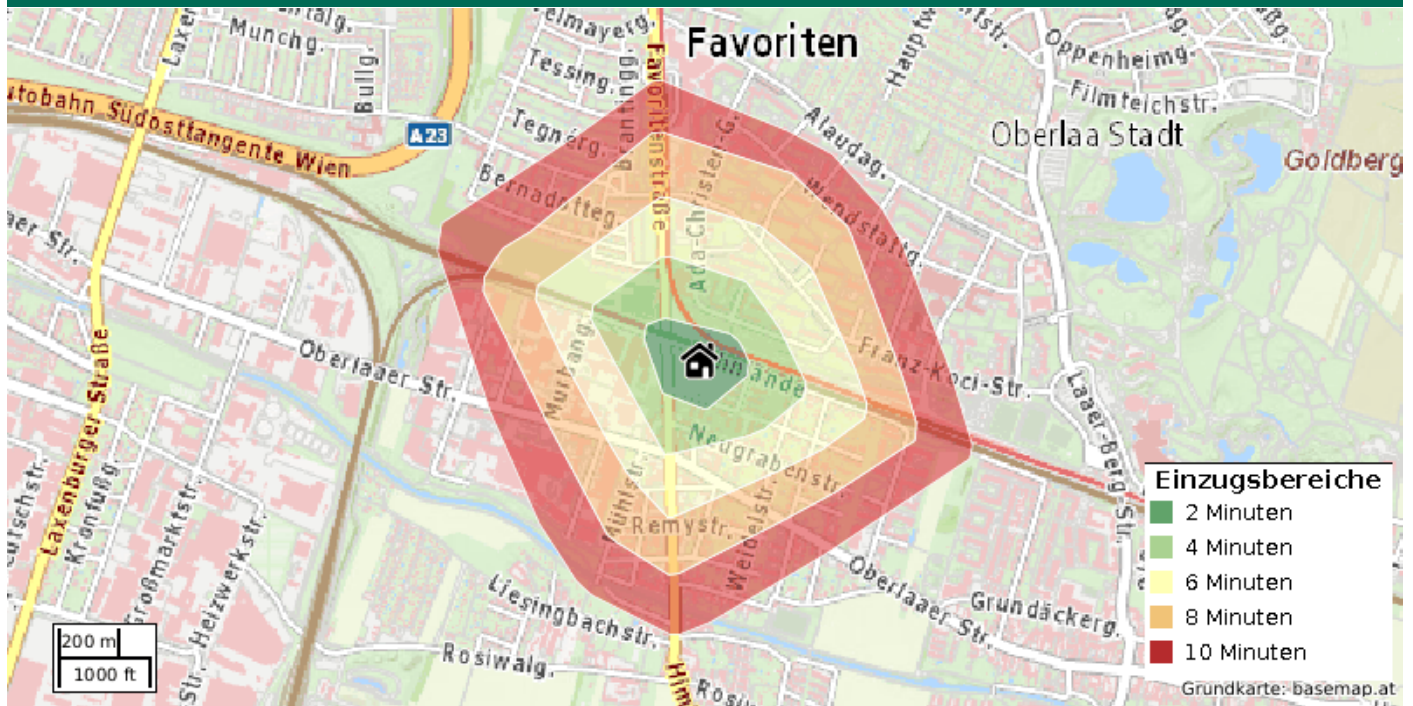 Favoriten
Munchg.
Bullg.
Tessing.
Tegnérg.
Brantingg.
Bernadotteg.
Favoritenstraße
Ada-Christen-G.
Alaudag.
Wendstattg.
Oppenheimg.
Filmteichstr.
Oberlaa Stadt
Goldberg
A23
Autobahn Südosttangente Wien
Laxenburger Straße
Oberlaaer Str.
Murbang.
Franz-Koci-Str.
Laaer-Berg-Str.
Neugrabenstr.
Mühlstr.
Remystr.
Weidelstr.
Kronfußg.
Großmarktstr.
Heizwerkstr.
Liesingbachstr.
Rosiwalg.
Oberlaaer Str.
Grundäckerg.
200 m
1000 ft
Einzugsbereiche
2 Minuten
4 Minuten
6 Minuten
8 Minuten
10 Minuten
Grundkarte: basemap.at